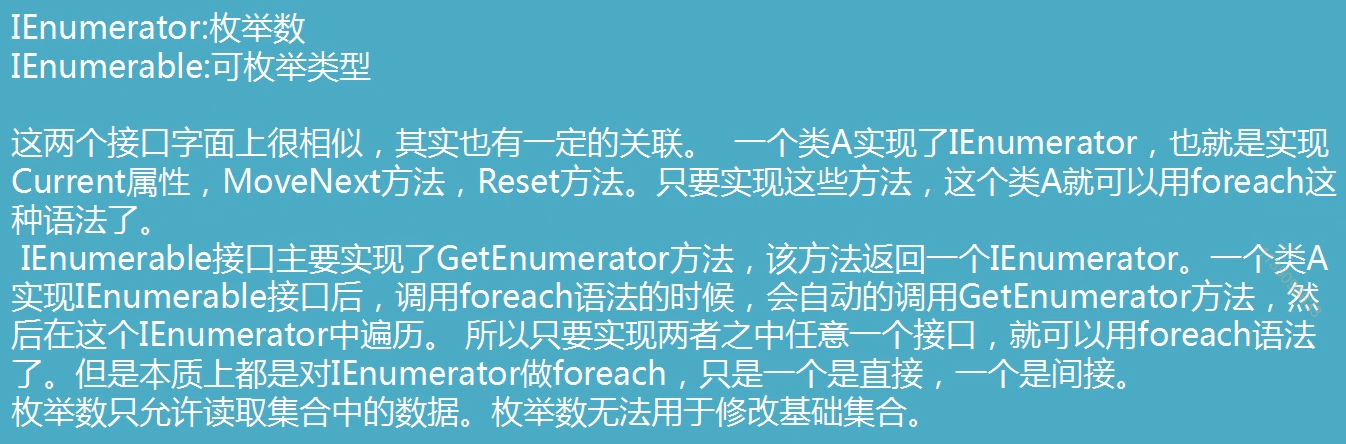 IEnumerator:枚举数
IEnumerable:可枚举类型
这两个接口字面上很相似，其实也有一定的关联。 一个类A实现了IEnumerator，也就是实现
Current属性，MoveNext方法，Reset方法。只要实现这些方法，这个类A就可以用foreach这
种语法了。
IEnumerable接口主要实现了GetEnumerator方法，该方法返回一个IEnumerator。一个类A
实现IEnumerable接口后，调用foreach语法的时候，会自动的调用GetEnumerator方法，然
后在这个IEnumerator中遍历。 所以只要实现两者之中任意一个接口，就可以用foreach语法
了。但是本质上都是对IEnumerator做foreach，只是一个是直接，一个是间接。
枚举数只允许读取集合中的数据。枚举数无法用于修改基础集合。